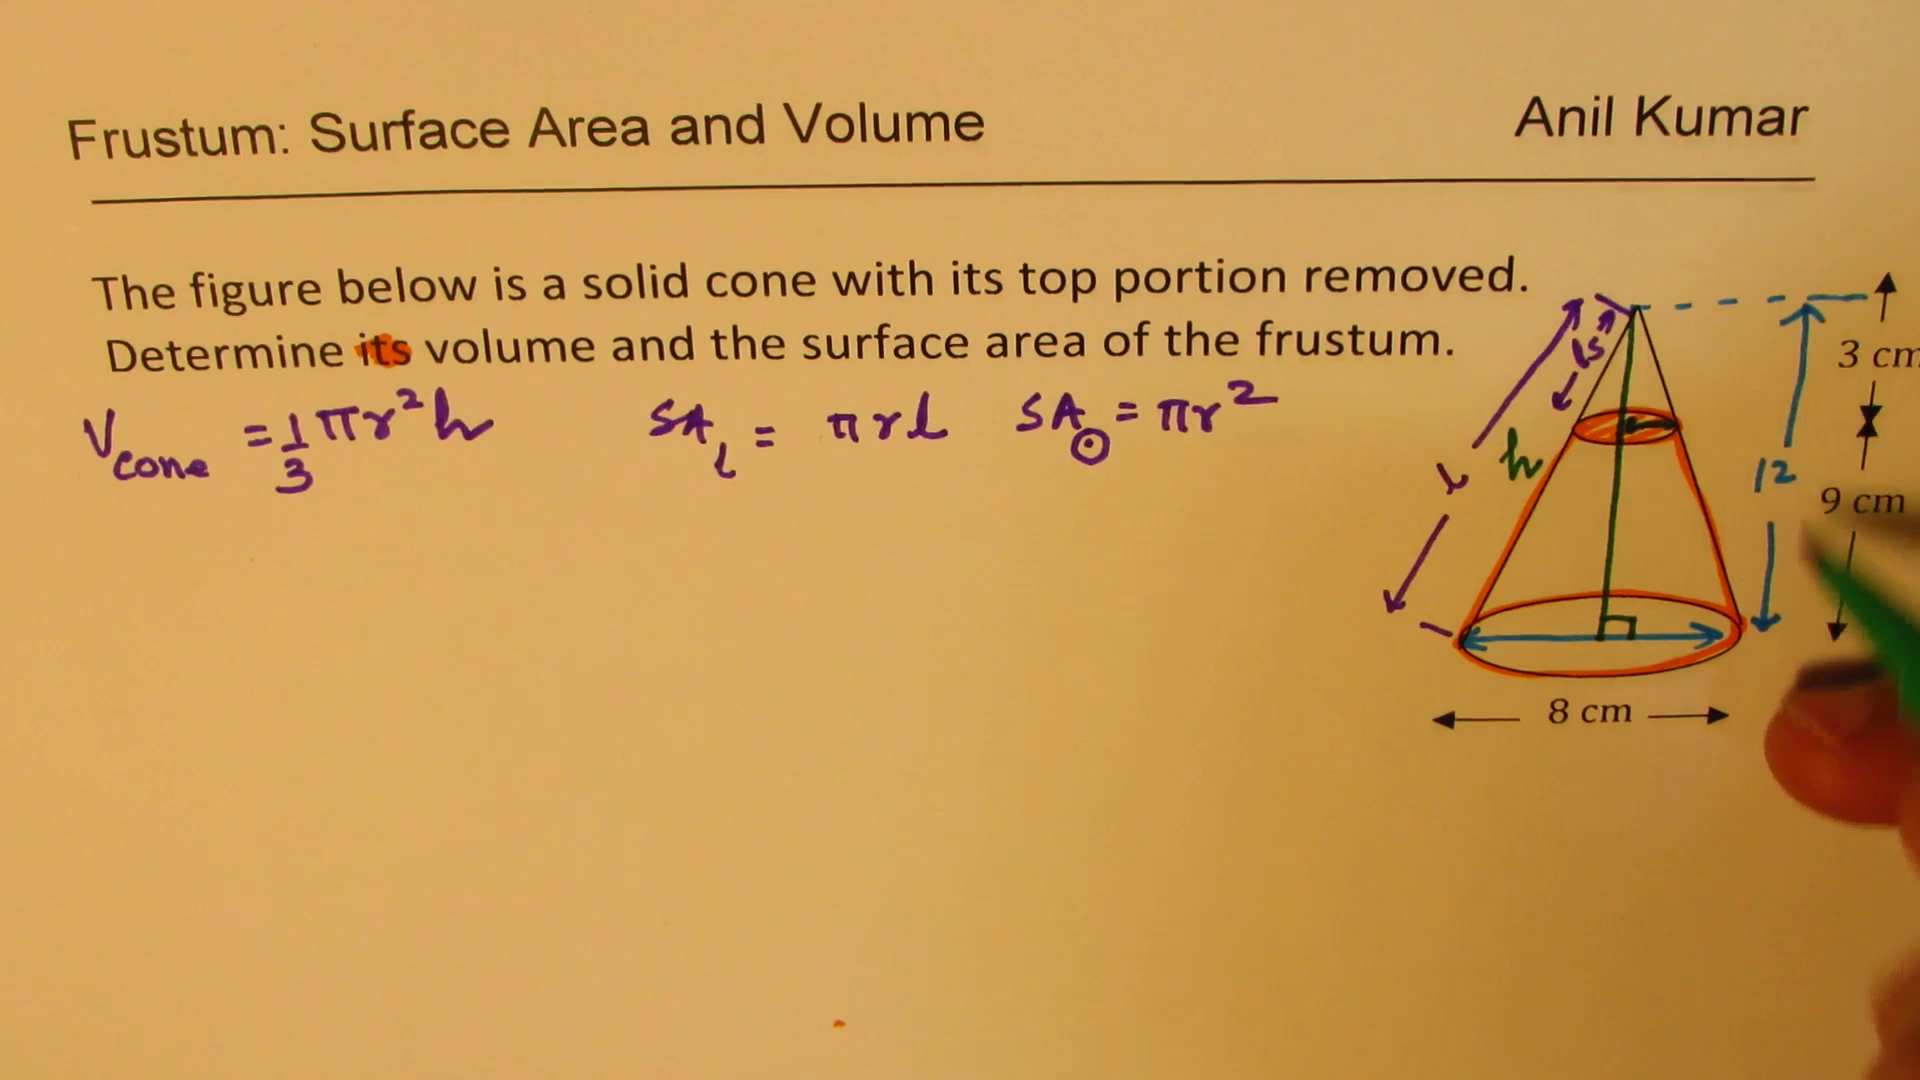 Frustum: Surface Area and Volume
Anil Kumar
The figure below is a solid cone with its top portion removed.
Determine its volume and the surface area of the frustum.
V cone = 1/3 πr²h
SA l = πrl
SA ⊙ = πr²
3 cm
ls
h
l
12
9 cm
8 cm